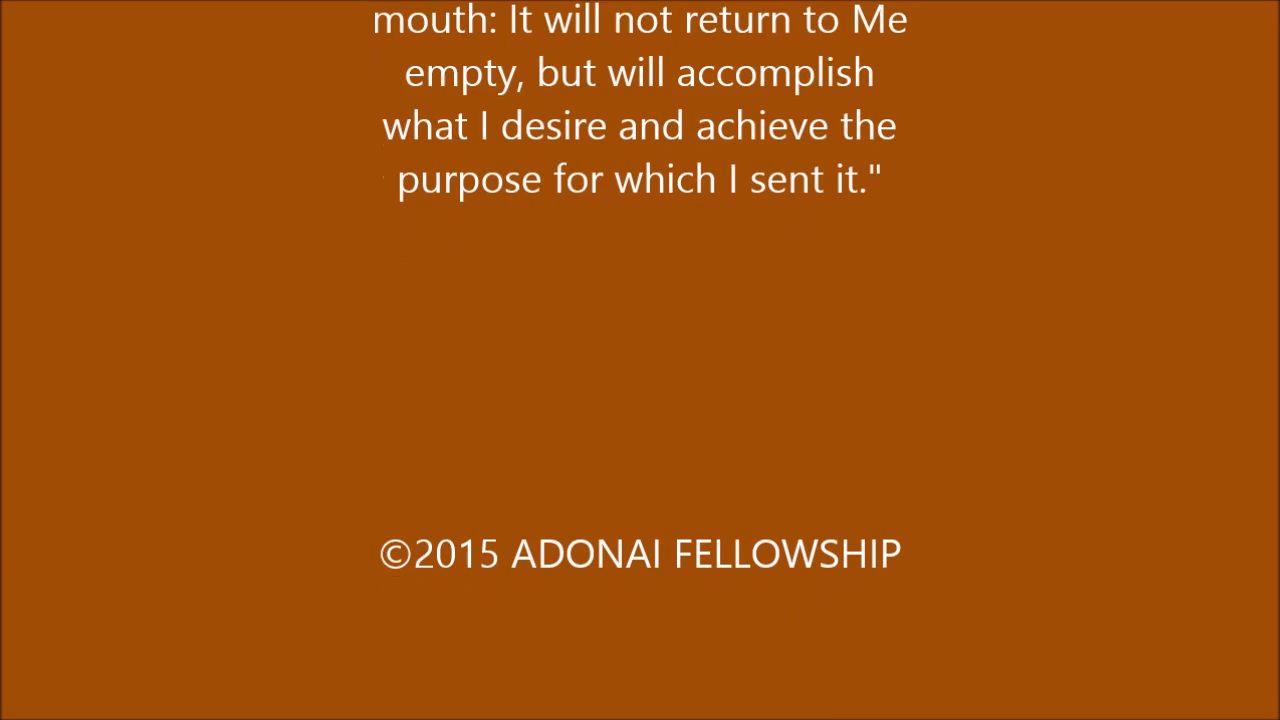 mouth: It will not return to Me
empty, but will accomplish
what I desire and achieve the
purpose for which I sent it."
©2015 ADONAI FELLOWSHIP